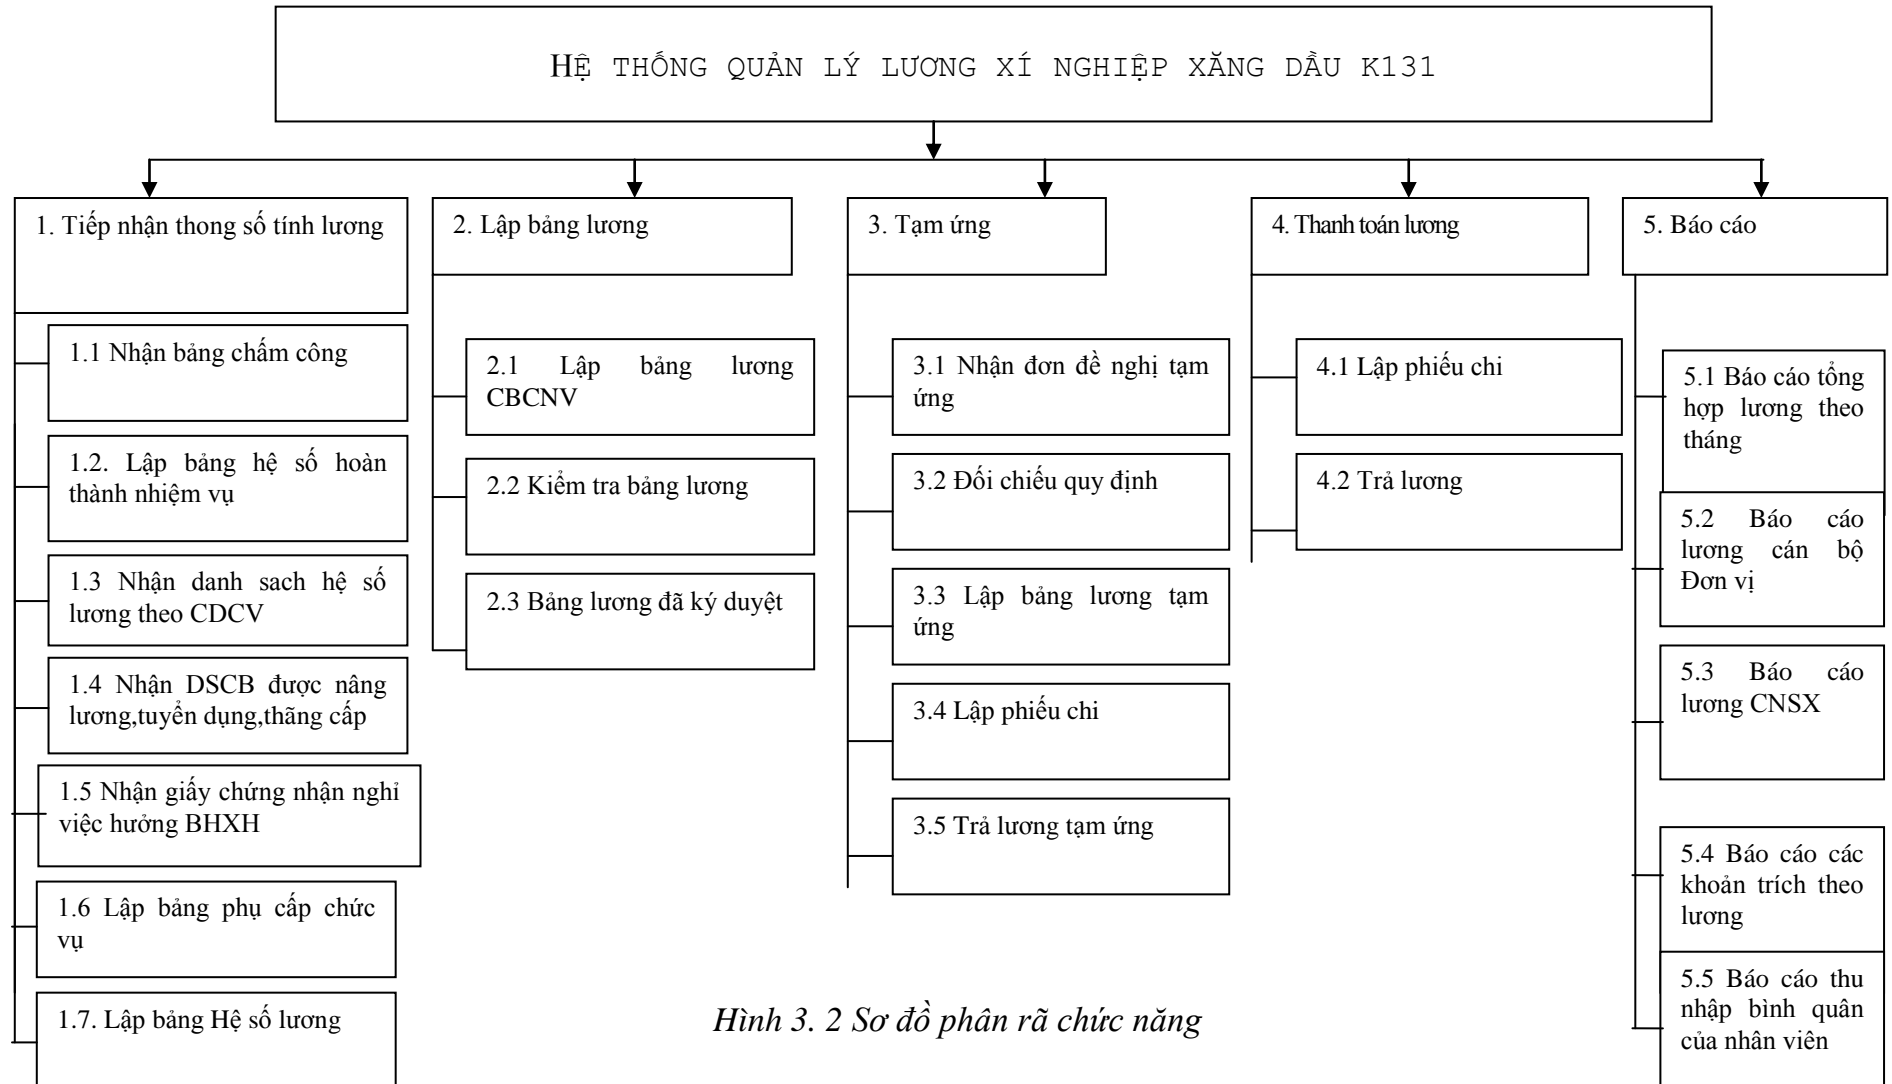 HỆ THỐNG QUẢN LÝ LƯƠNG XÍ NGHIỆP XĂNG DẦU K131
1. Tiếp nhận thong số tính lương
1.1 Nhận bảng chấm công
1.2. Lập bảng hệ số hoàn
thành nhiệm vụ
1.3 Nhận danh sach hệ số
lương theo CDCV
1.4 Nhận DSCB được nâng
lương,tuyển dụng,thăng cấp
1.5 Nhận giấy chứng nhận nghỉ
việc hưởng BHXH
1.6 Lập bảng phụ cấp chức
vụ
1.7. Lập bảng Hệ số lương
2. Lập bảng lương
2.1 Lập bảng lương
CBCNV
2.2 Kiểm tra bảng lương
2.3 Bảng lương đã ký duyệt
3. Tạm ứng
3.1 Nhận đơn đề nghị tạm
ứng
3.2 Đối chiếu quy định
3.3 Lập bảng lương tạm
ứng
3.4 Lập phiếu chi
3.5 Trả lương tạm ứng
4. Thanh toán lương
4.1 Lập phiếu chi
4.2 Trả lương
5. Báo cáo
5.1 Báo cáo tổng
hợp lương theo
tháng
5.2 Báo cáo
lương cán bộ
Đơn vị
5.3 Báo cáo
lương CNSX
5.4 Báo cáo các
khoản trích theo
lương
5.5 Báo cáo thu
nhập bình quân
của nhân viên
Hình 3. 2 Sơ đồ phân rã chức năng